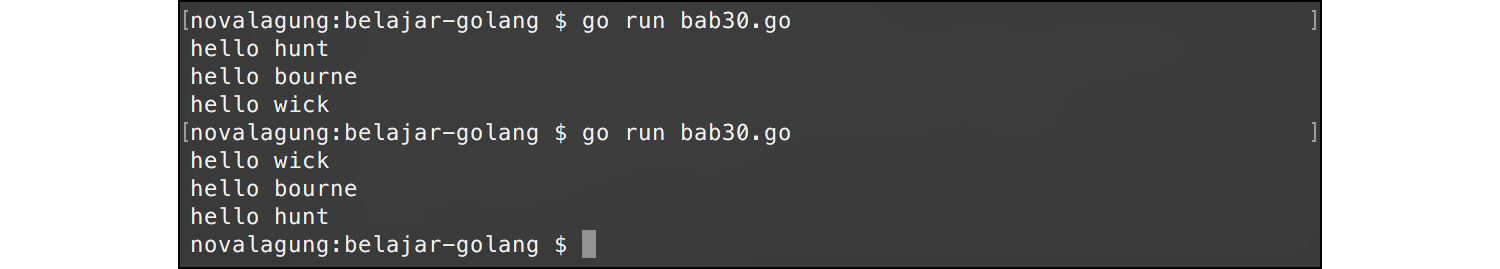 [novalagung:belajar-golang $ go run bab30.go ]
hello hunt
hello bourne
hello wick
[novalagung:belajar-golang $ go run bab30.go ]
hello wick
hello bourne
hello hunt
novalagung:belajar-golang $